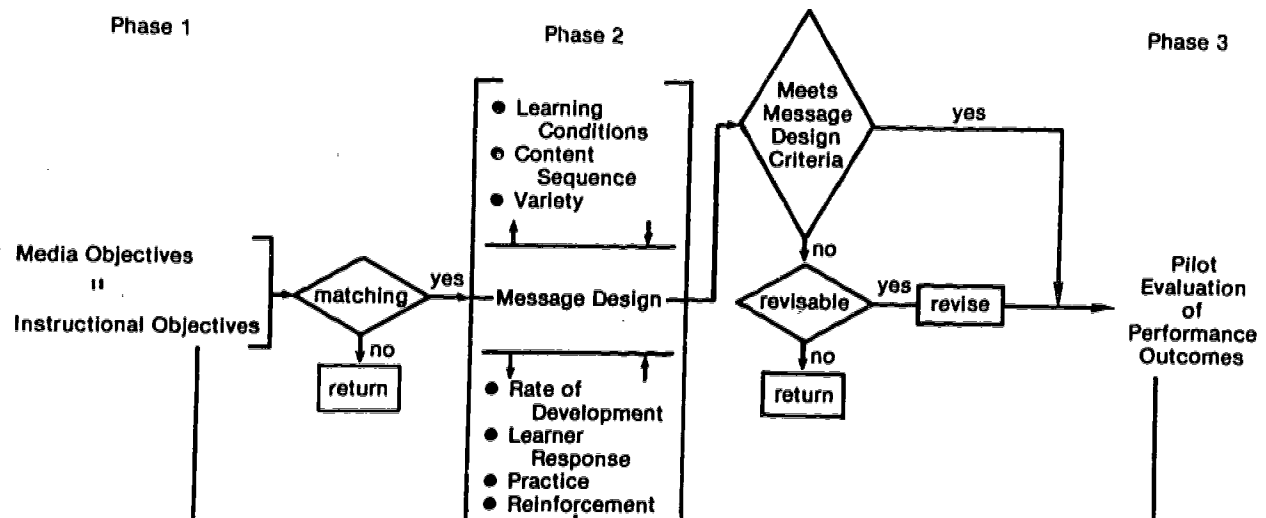 Phase 1
Phase 2
Phase 3
Media Objectives
=
Instructional Objectives
matching
yes
no
return
● Learning
Conditions
● Content
Sequence
● Variety
Message Design
● Rate of
Development
● Learner
Response
● Practice
● Reinforcement
Meets
Message
Design
Criteria
yes
no
revisable
yes
revise
no
return
Pilot
Evaluation
of
Performance
Outcomes